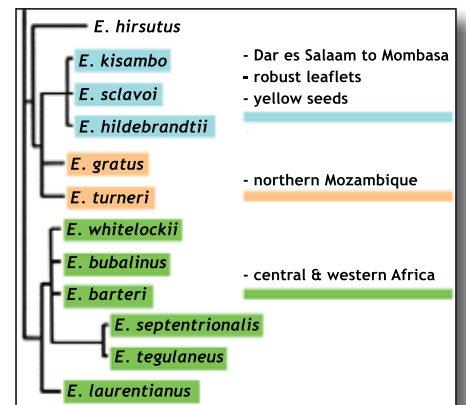 E. hirsutus
E. kisambo
E. sclavoi
E. hildebrandtii
E. gratus
E. turneri
E. whitelockii
E. bubalinus
E. barteri
E. septentrionalis
E. tegulaneus
E. laurentianus
- Dar es Salaam to Mombasa
- robust leaflets
- yellow seeds
- northern Mozambique
- central & western Africa